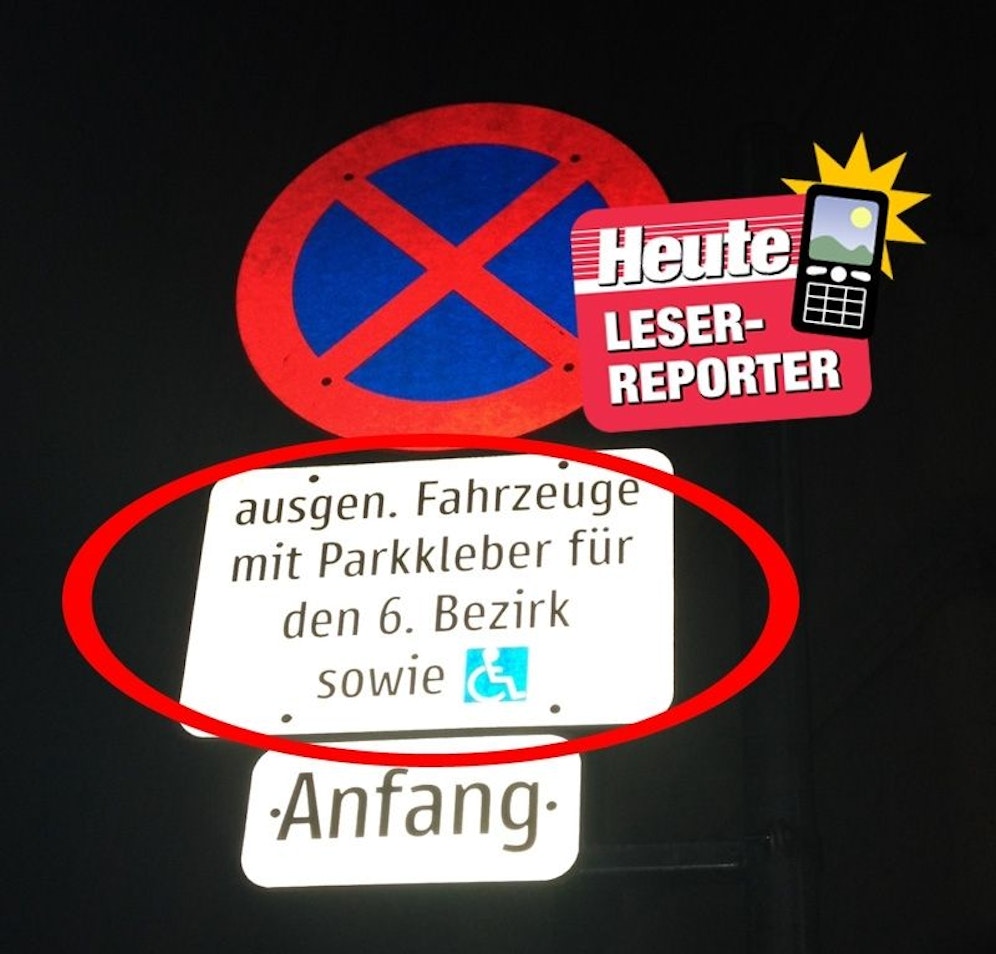 Heute
LESER-
REPORTER
ausgen. Fahrzeuge
mit Parkkleber für
den 6. Bezirk
sowie
Anfang